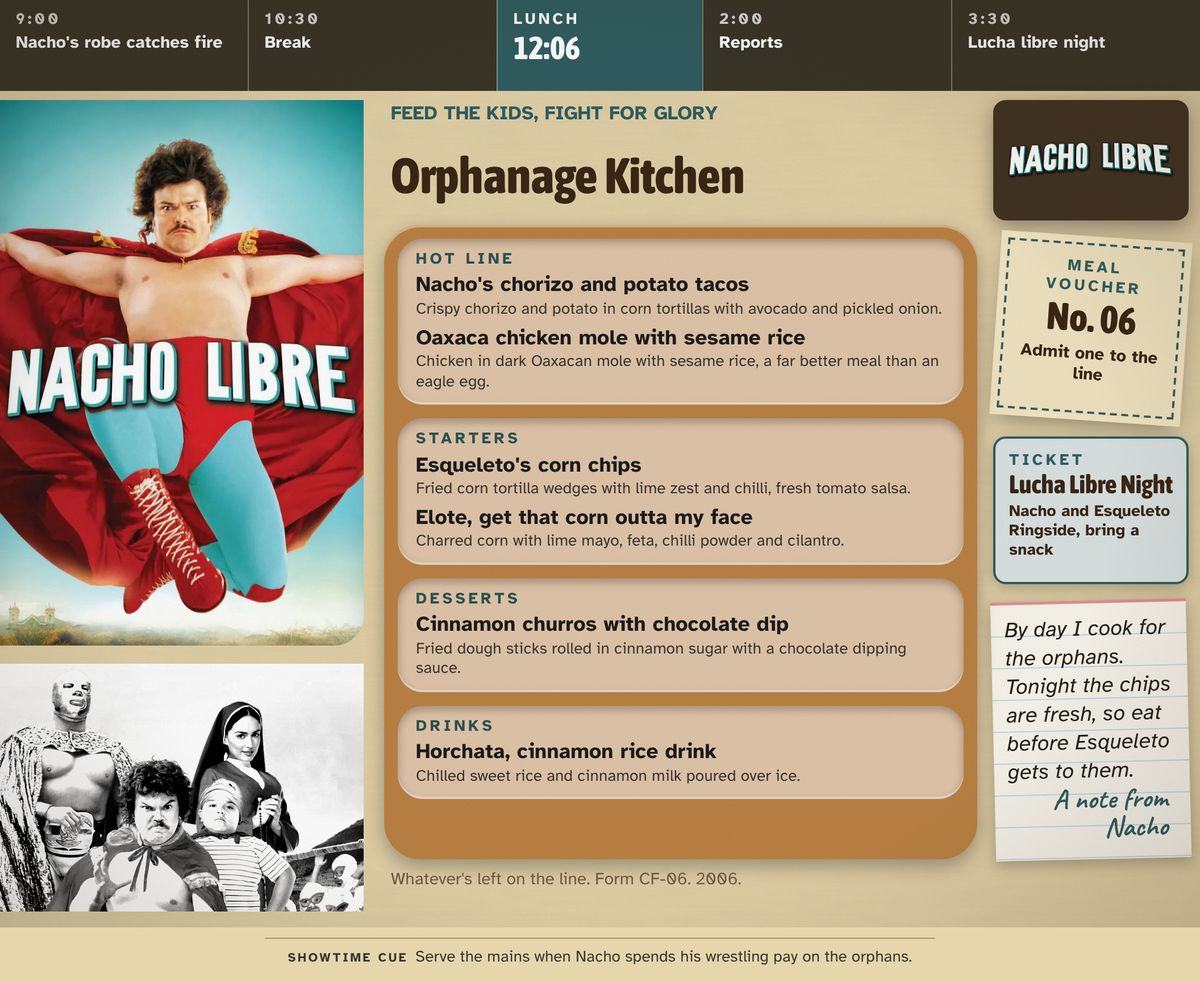 9:00
Nacho's robe catches fire
10:30
Break
LUNCH
12:06
2:00
Reports
3:30
Lucha libre night
NACHO LIBRE
FEED THE KIDS, FIGHT FOR GLORY
Orphanage Kitchen
HOT LINE
Nacho's chorizo and potato tacos
Crispy chorizo and potato in corn tortillas with avocado and pickled onion.
Oaxaca chicken mole with sesame rice
Chicken in dark Oaxacan mole with sesame rice, a far better meal than an
eagle egg.
STARTERS
Esqueleto's corn chips
Fried corn tortilla wedges with lime zest and chilli, fresh tomato salsa.
Elote, get that corn outta my face
Charred corn with lime mayo, feta, chilli powder and cilantro.
DESSERTS
Cinnamon churros with chocolate dip
Fried dough sticks rolled in cinnamon sugar with a chocolate dipping
sauce.
DRINKS
Horchata, cinnamon rice drink
Chilled sweet rice and cinnamon milk poured over ice.
Whatever's left on the line. Form CF-06. 2006.
NACHO LIBRE
MEAL
VOUCHER
No. 06
Admit one to the
line
TICKET
Lucha Libre Night
Nacho and Esqueleto
Ringside, bring a
snack
By day I cook for
the orphans.
Tonight the chips
are fresh, so eat
before Esqueleto
gets to them.
A note from
Nacho
SHOWTIME CUE Serve the mains when Nacho spends his wrestling pay on the orphans.